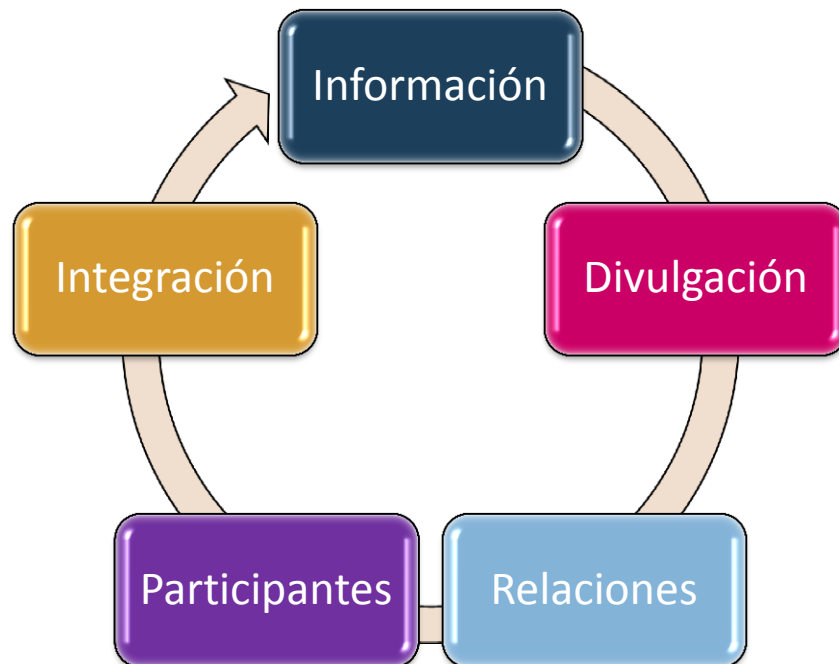 Información
Divulgación
Relaciones
Participantes
Integración